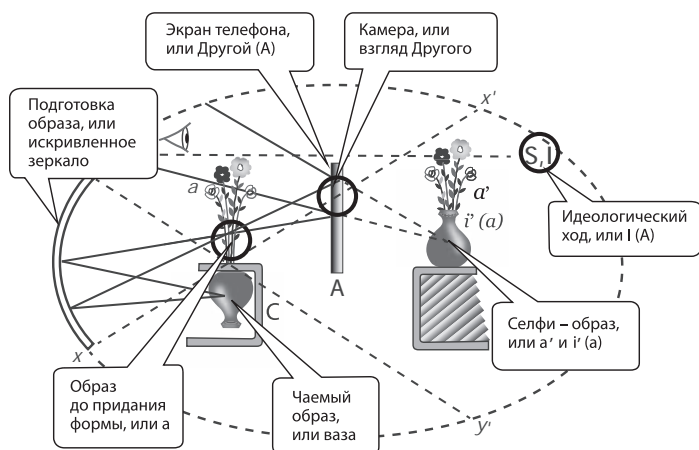 Экран телефона,
или Другой (A)
Камера, или
взгляд Другого
Подготовка
образа, или
искривленное
зеркало
x'
S,I
a
a'
i' (a)
Идеологический
ход, или I (A)
A
C
x
Селфи – образ,
или a' и i' (a)
Образ
до придания
формы, или a
Чаемый
образ,
или ваза
y'